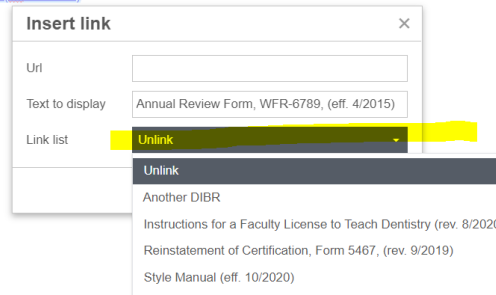 Insert link ×
Url
Text to display Annual Review Form, WFR-6789, (eff. 4/2015)
Link list Unlink
Unlink
Another DIBR
Instructions for a Faculty License to Teach Dentistry (rev. 8/2020
Reinstatement of Certification, Form 5467, (rev. 9/2019)
Style Manual (eff. 10/2020)